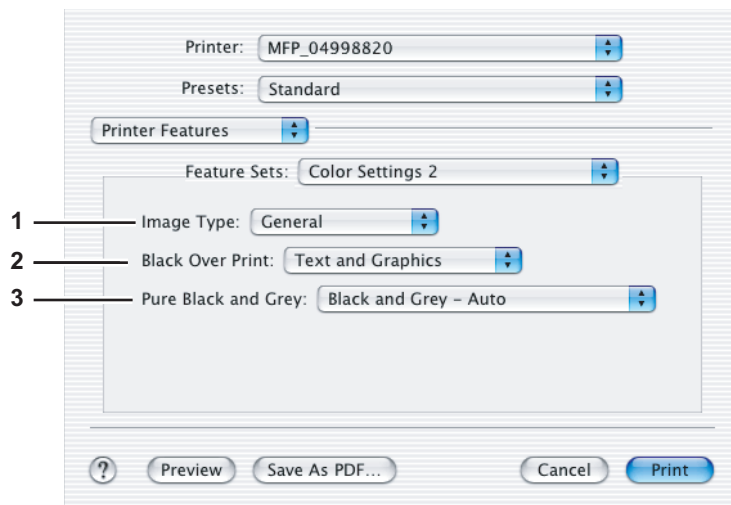 Printer: MFP_04998820
Presets: Standard
Printer Features
Feature Sets: Color Settings 2
1 Image Type: General
2 Black Over Print: Text and Graphics
3 Pure Black and Grey: Black and Grey – Auto
? Preview Save As PDF... Cancel Print